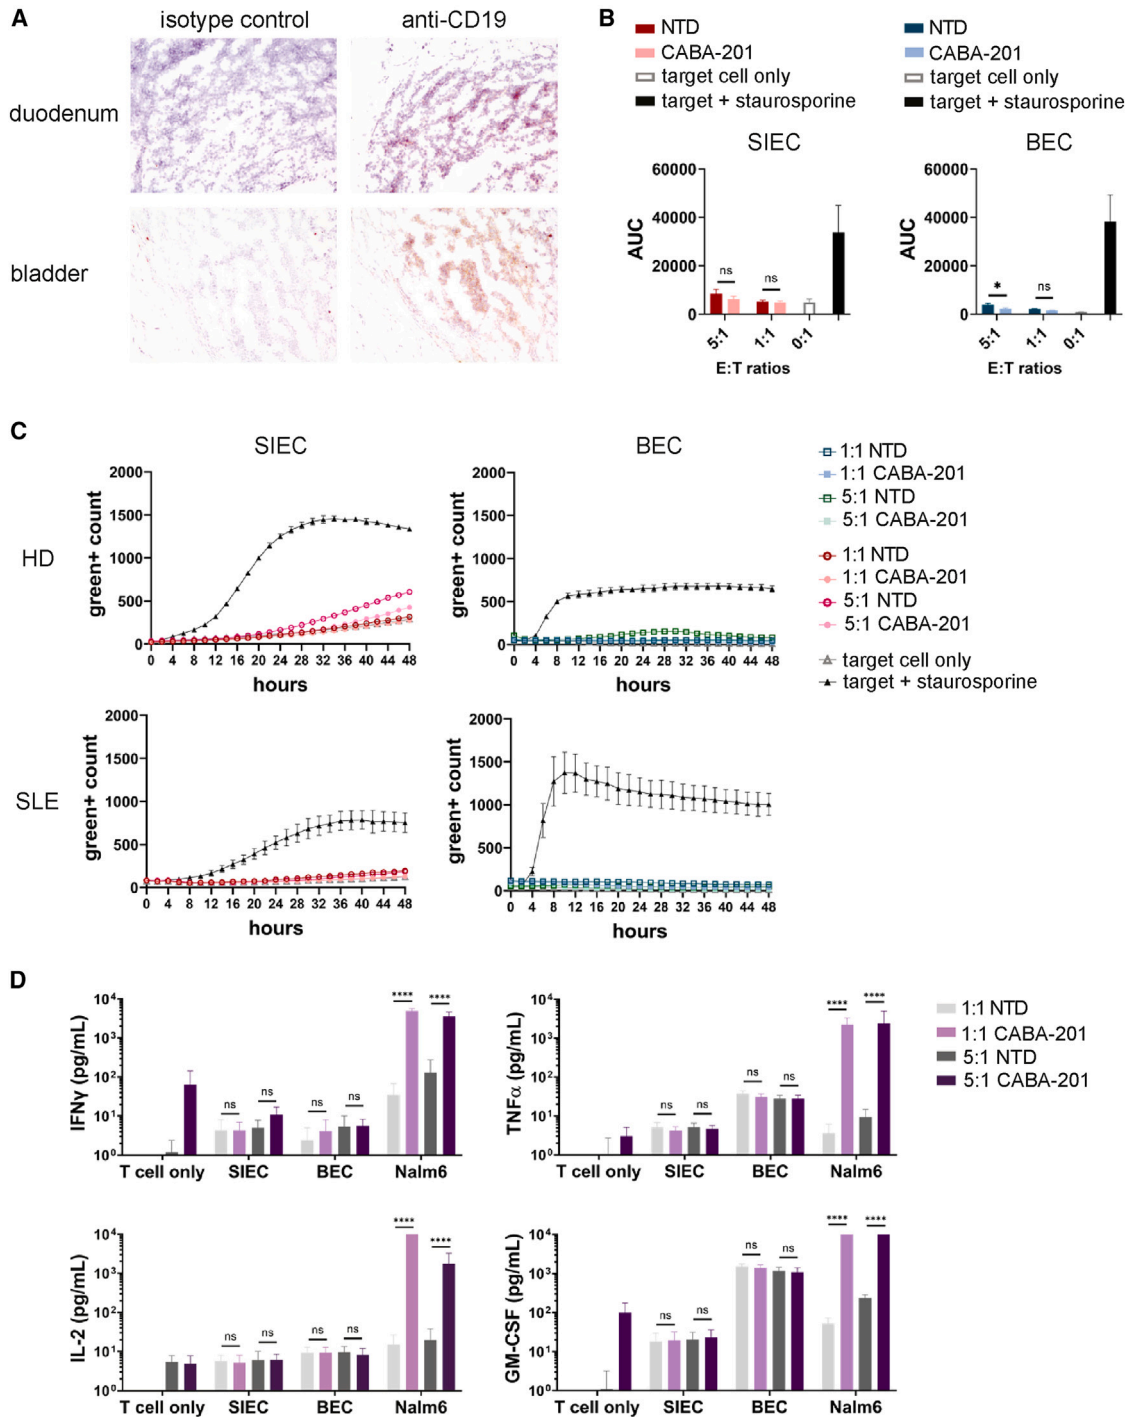 A
isotype control
anti-CD19
duodenum
bladder
B
NTD
CABA-201
target cell only
target + staurosporine
NTD
CABA-201
target cell only
target + staurosporine
SIEC
60000
40000
20000
0
AUC
ns
ns
5:1
1:1
0:1
E:T ratios
BEC
60000
40000
20000
0
AUC
*
ns
5:1
1:1
0:1
E:T ratios
C
SIEC
BEC
HD
2000
1500
1000
500
0
green+ count
0 4 8 12 16 20 24 28 32 36 40 44 48
hours
2000
1500
1000
500
0
green+ count
0 4 8 12 16 20 24 28 32 36 40 44 48
hours
1:1 NTD
1:1 CABA-201
5:1 NTD
5:1 CABA-201
1:1 NTD
1:1 CABA-201
5:1 NTD
5:1 CABA-201
target cell only
target + staurosporine
SLE
2000
1500
1000
500
0
green+ count
0 4 8 12 16 20 24 28 32 36 40 44 48
hours
2000
1500
1000
500
0
green+ count
0 4 8 12 16 20 24 28 32 36 40 44 48
hours
D
10⁴
10³
10²
10¹
10⁰
IFNγ (pg/mL)
ns
ns
ns
ns
****
****
T cell only SIEC BEC Nalm6
10⁴
10³
10²
10¹
10⁰
TNFα (pg/mL)
ns
ns
ns
ns
****
****
T cell only SIEC BEC Nalm6
1:1 NTD
1:1 CABA-201
5:1 NTD
5:1 CABA-201
10⁴
10³
10²
10¹
10⁰
IL-2 (pg/mL)
ns
ns
ns
ns
****
****
T cell only SIEC BEC Nalm6
10⁴
10³
10²
10¹
10⁰
GM-CSF (pg/mL)
ns
ns
ns
ns
****
****
T cell only SIEC BEC Nalm6